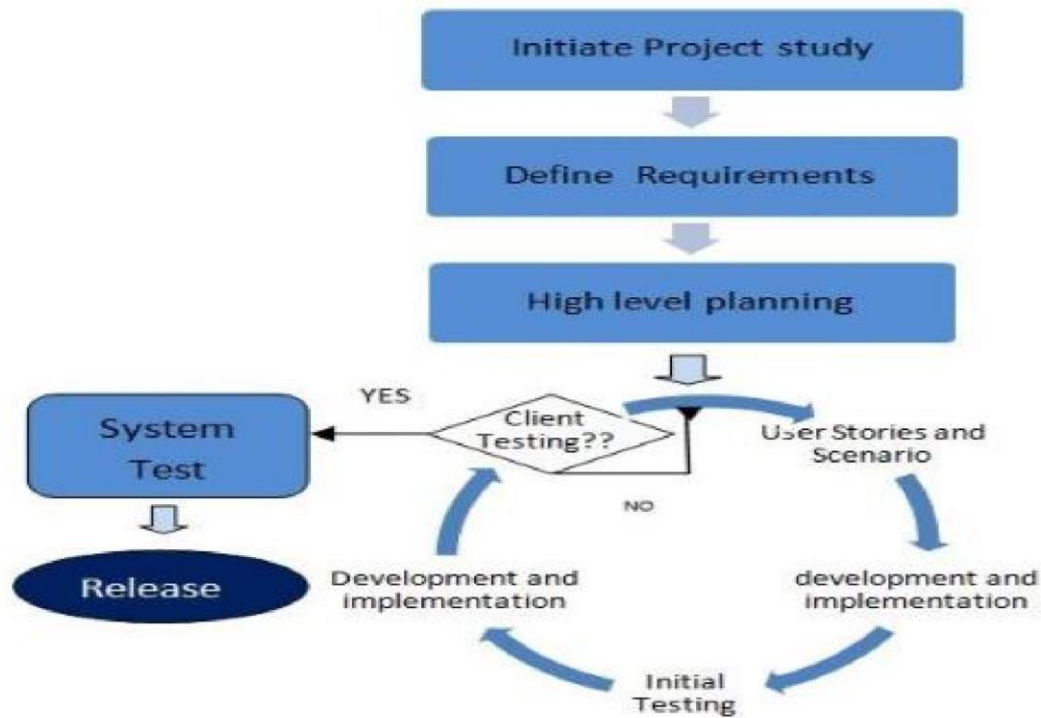 Initiate Project study
Define Requirements
High level planning
YES
Client
Testing??
User Stories and
Scenario
NO
System
Test
Release
Development and
implementation
development and
implementation
Initial
Testing